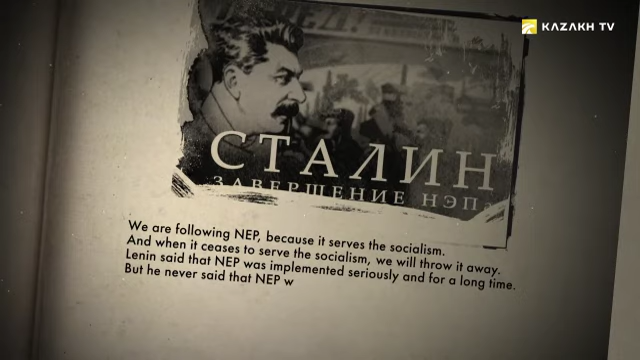 KAZAKH TV
СТАЛИН
ЗАВЕРШЕНИЕ НЭПА
We are following NEP, because it serves the socialism.
And when it ceases to serve the socialism, we will throw it away.
Lenin said that NEP was implemented seriously and for a long time.
But he never said that NEP w